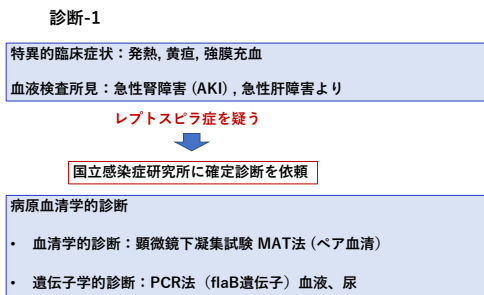 診断-1
特異的臨床症状：発熱, 黄疸, 強膜充血
血液検査所見：急性腎障害 (AKI) , 急性肝障害より
レプトスピラ症を疑う
国立感染症研究所に確定診断を依頼
病原血清学的診断
• 血清学的診断：顕微鏡下凝集試験 MAT法 (ペア血清)
• 遺伝子学的診断：PCR法（flaB遺伝子）血液、尿